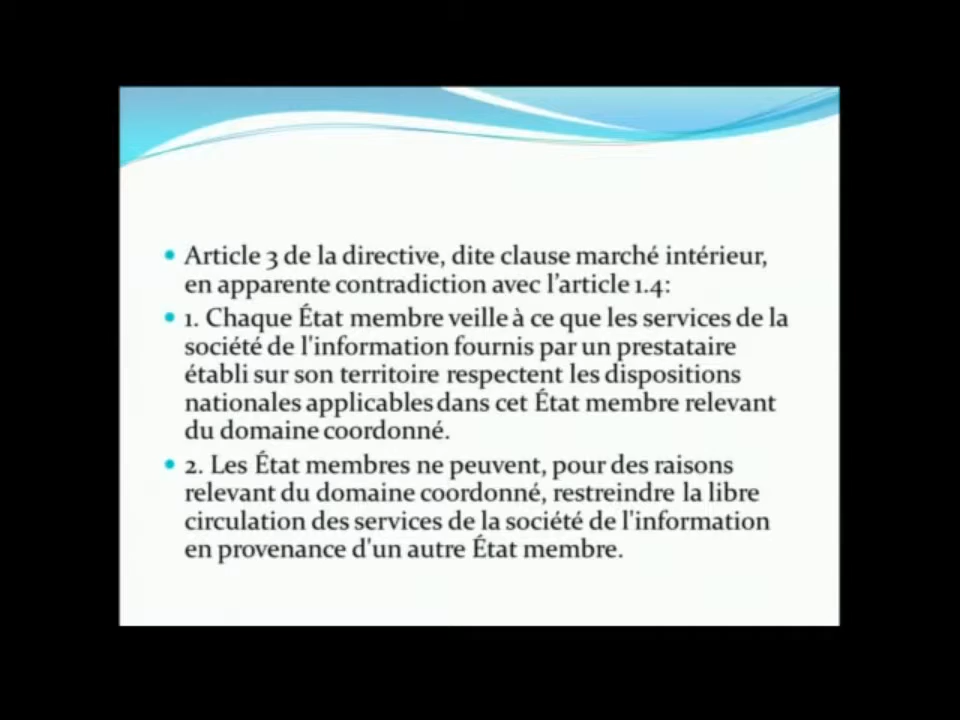 • Article 3 de la directive, dite clause marché intérieur,
en apparente contradiction avec l’article 1.4:
• 1. Chaque État membre veille à ce que les services de la
société de l'information fournis par un prestataire
établi sur son territoire respectent les dispositions
nationales applicables dans cet État membre relevant
du domaine coordonné.
• 2. Les État membres ne peuvent, pour des raisons
relevant du domaine coordonné, restreindre la libre
circulation des services de la société de l'information
en provenance d'un autre État membre.